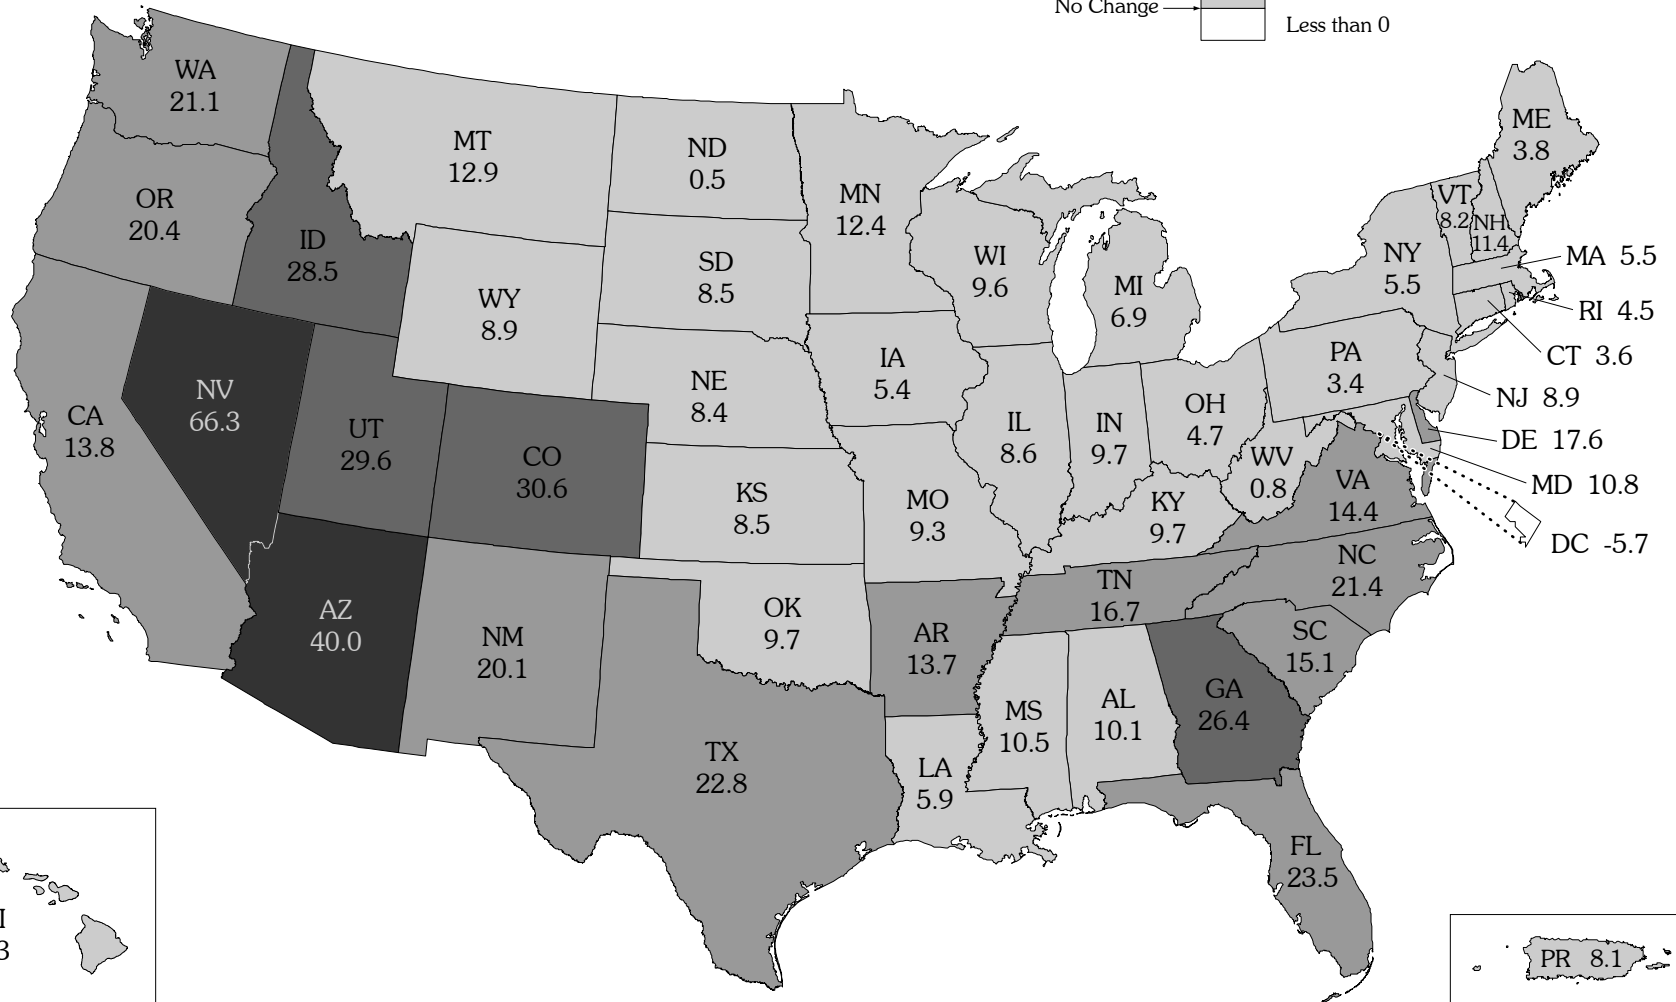 No Change
Less than 0
WA
21.1
OR
20.4
ID
28.5
MT
12.9
ND
0.5
MN
12.4
SD
8.5
WY
8.9
WI
9.6
MI
6.9
ME
3.8
VT
8.2
NH
11.4
NY
5.5
MA 5.5
RI 4.5
CT 3.6
NJ 8.9
DE 17.6
MD 10.8
DC -5.7
PA
3.4
NV
66.3
CA
13.8
UT
29.6
CO
30.6
NE
8.4
IA
5.4
IL
8.6
IN
9.7
OH
4.7
WV
0.8
VA
14.4
KS
8.5
MO
9.3
KY
9.7
NC
21.4
TN
16.7
SC
15.1
AZ
40.0
NM
20.1
OK
9.7
AR
13.7
MS
10.5
AL
10.1
GA
26.4
TX
22.8
LA
5.9
FL
23.5
I
3
PR 8.1